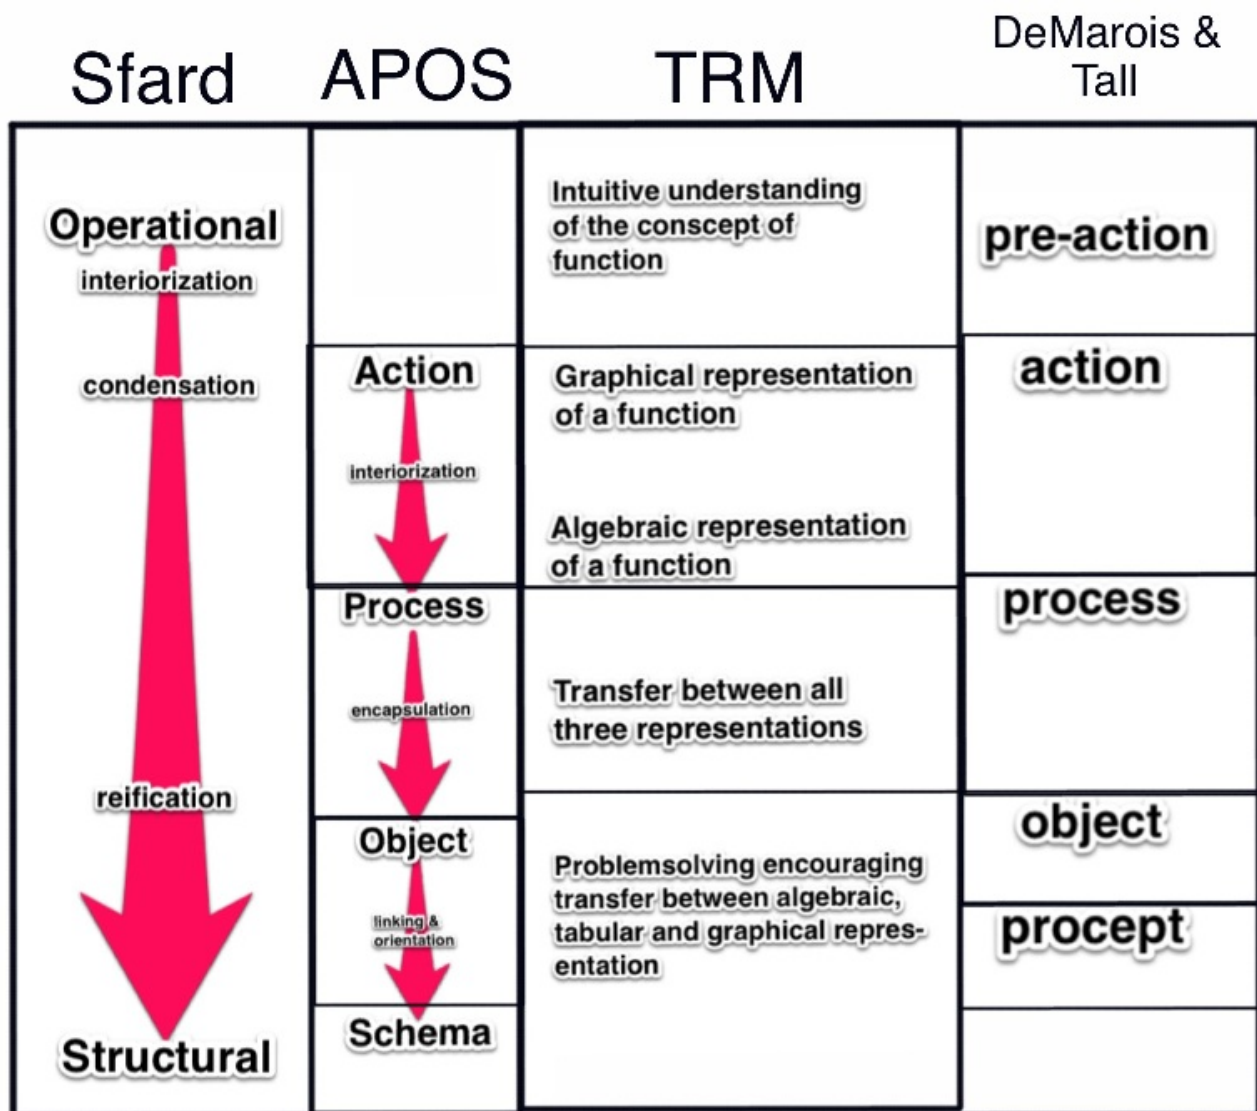 Sfard
APOS
TRM
DeMarois &
Tall
Operational
interiorization
condensation
reification
Structural
Action
interiorization
Process
encapsulation
Object
linking &
orientation
Schema
Intuitive understanding
of the conscept of
function
Graphical representation
of a function
Algebraic representation
of a function
Transfer between all
three representations
Problemsolving encouraging
transfer between algebraic,
tabular and graphical repres-
entation
pre-action
action
process
object
procept